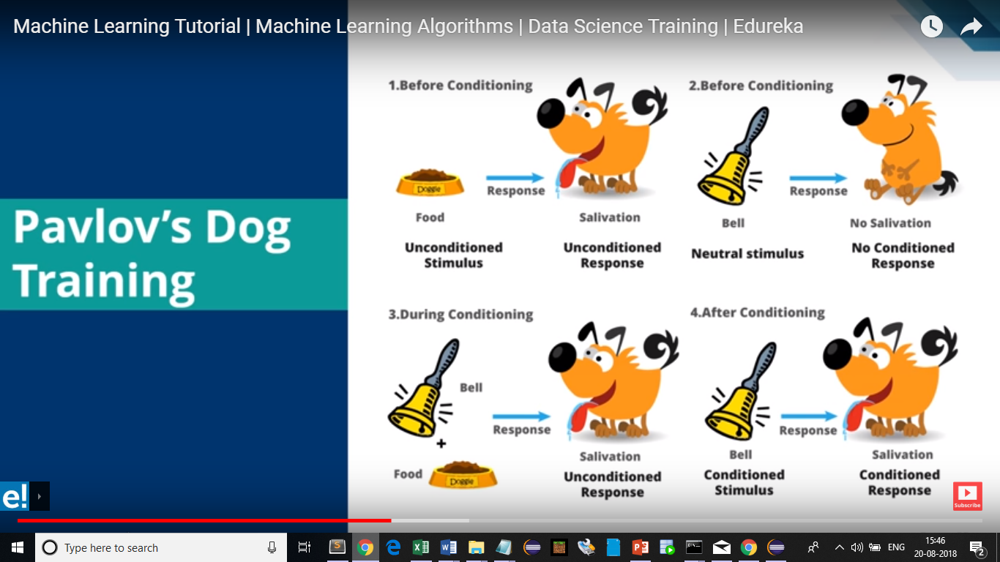 Machine Learning Tutorial | Machine Learning Algorithms | Data Science Training | Edureka
Pavlov's Dog
Training
1.Before Conditioning
Doggie
Response
Food
Salivation
Unconditioned
Stimulus
Unconditioned
Response
2.Before Conditioning
Response
Bell
No Salivation
Neutral stimulus
No Conditioned
Response
3.During Conditioning
Bell
Response
+
Food
Doggie
Salivation
Unconditioned
Response
4.After Conditioning
Response
Bell
Salivation
Conditioned
Stimulus
Conditioned
Response
e!
Subscribe
Type here to search
ENG
15:46
20-08-2018
2